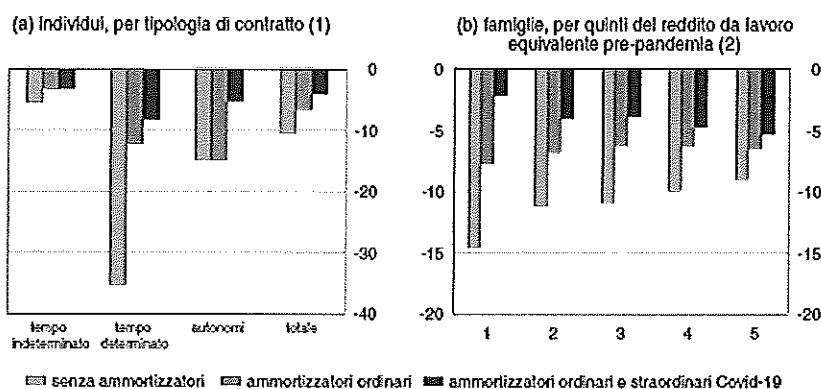 (a) individui, per tipologia di contratto (1)
(b) famiglie, per quinti del reddito da lavoro
equivalente pre-pandemia (2)
0
-10
-20
-30
-40
tempo
indeterminato
tempo
determinato
autonomi
totale
0
-5
-10
-15
-20
0
-5
-10
-15
-20
1
2
3
4
5
senza ammortizzatori
ammortizzatori ordinari
ammortizzatori ordinari e straordinari Covid-19